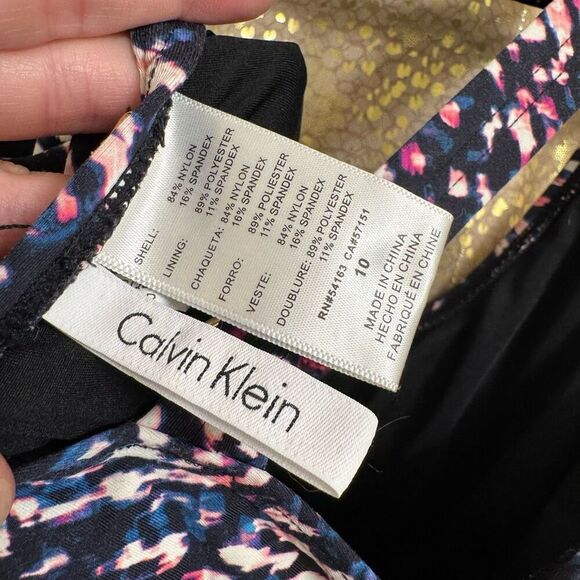 SHELL: 84% NYLON
16% SPANDEX
LINING: 89% POLYESTER
11% SPANDEX
CHAQUETA: 84% NYLON
16% SPANDEX
FORRO: 89% POLIESTER
11% SPANDEX
VESTE: 84% NYLON
16% SPANDEX
DOUBLURE: 89% POLYESTER
11% SPANDEX
RN#54163 CA#57151
10
MADE IN CHINA
HECHO EN CHINA
FABRIQUÉ EN CHINE
Calvin Klein